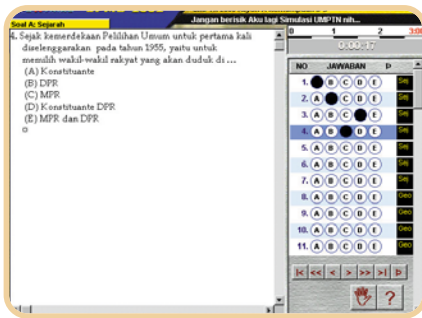 Soal A: Sejarah
Jangan berisik Aku lagi Simulasi UMPTN nih...
4. Sejak kemerdekaan Pelilihan Umum untuk pertama kali
diselenggarakan pada tahun 1955, yaitu untuk
memilih wakil-wakil rakyat yang akan duduk di ...
(A) Konstituante
(B) DPR
(C) MPR
(D) Konstituante DPR
(E) MPR dan DPR
0 1 2 3:00
0:00:17
NO JAWABAN P
1. B C D E Sej
2. A C D E Sej
3. A B C E Sej
4. A B D E Sej
5. A B C D E Sej
6. A B C D E Sej
7. A B C D E Sej
8. A B C D E Geo
9. A B C D E Geo
10. A B C D E Geo
11. A B C D E Geo
|< << < > >> >| P
?